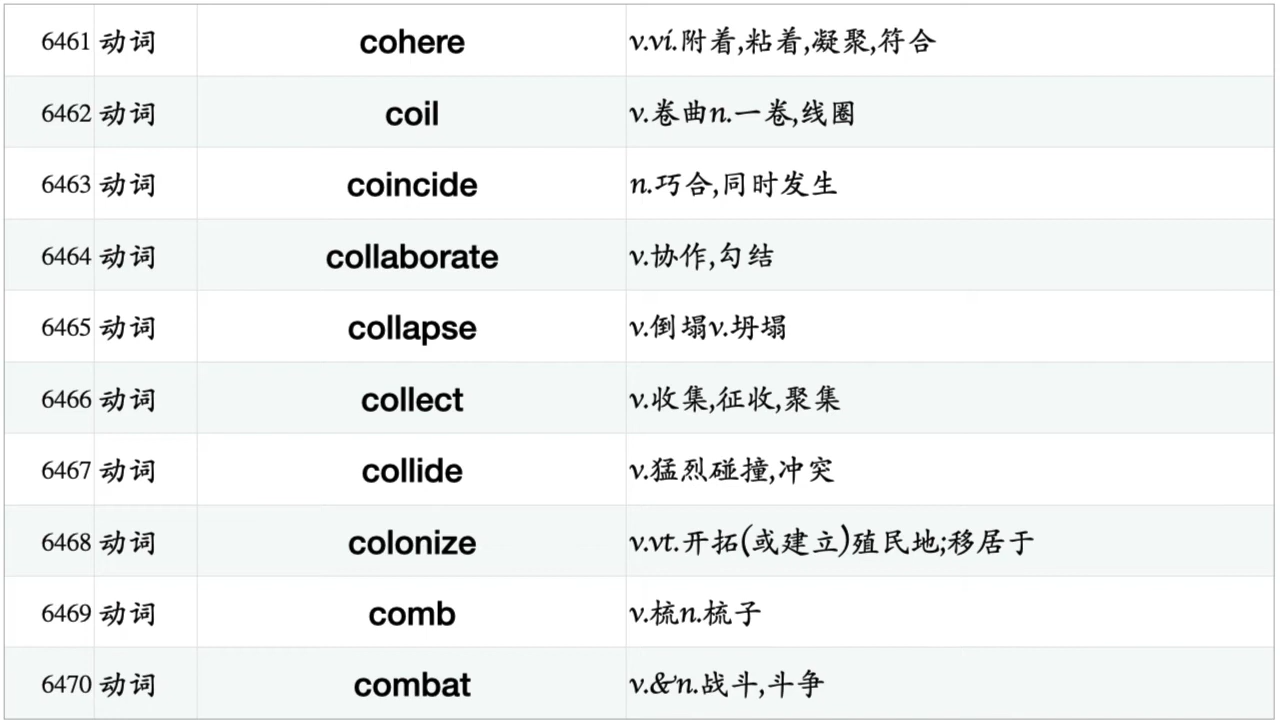 6461 动词 cohere v.vi.附着,粘着,凝聚,符合
6462 动词 coil v.卷曲n.一卷,线圈
6463 动词 coincide n.巧合,同时发生
6464 动词 collaborate v.协作,勾结
6465 动词 collapse v.倒塌v.坍塌
6466 动词 collect v.收集,征收,聚集
6467 动词 collide v.猛烈碰撞,冲突
6468 动词 colonize v.vt.开拓(或建立)殖民地;移居于
6469 动词 comb v.梳n.梳子
6470 动词 combat v.&n.战斗,斗争